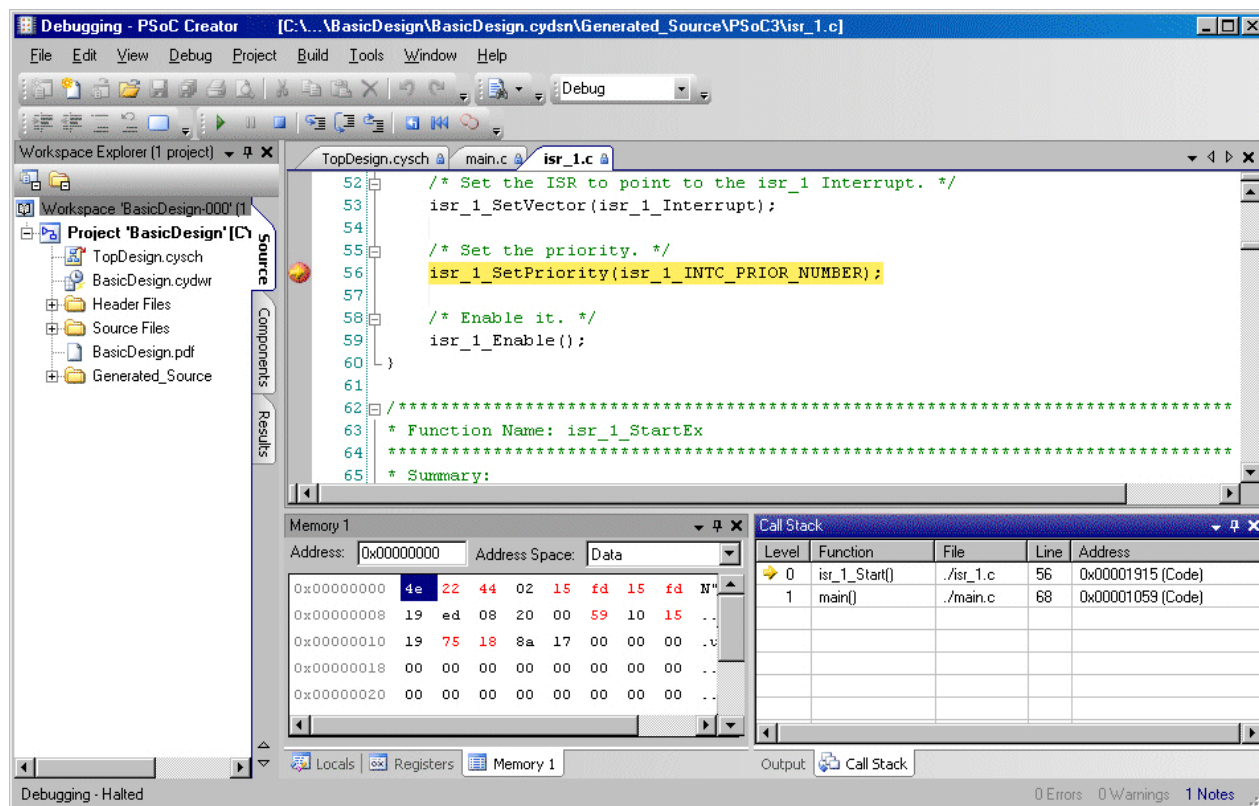 Debugging - PSoC Creator [C:\...\BasicDesign\BasicDesign.cydsn\Generated_Source\PSoC3\isr_1.c]
File Edit View Debug Project Build Tools Window Help
Debug
Workspace Explorer (1 project)
Workspace 'BasicDesign-000' (1
Project 'BasicDesign' [C:\
TopDesign.cysch
BasicDesign.cydwr
Header Files
Source Files
BasicDesign.pdf
Generated_Source
Source
Components
Results
TopDesign.cysch main.c isr_1.c
52 /* Set the ISR to point to the isr_1 Interrupt. */
53 isr_1_SetVector(isr_1_Interrupt);
54
55 /* Set the priority. */
56 isr_1_SetPriority(isr_1_INTC_PRIOR_NUMBER);
57
58 /* Enable it. */
59 isr_1_Enable();
60 }
61
62 /*******************************************************************************
63 * Function Name: isr_1_StartEx
64 ********************************************************************************
65 * Summary:
Memory 1
Address: 0x00000000 Address Space: Data
0x00000000 4e 22 44 02 15 fd 15 fd N"
0x00000008 19 ed 08 20 00 59 10 15 ..
0x00000010 19 75 18 8a 17 00 00 00 .u
0x00000018 00 00 00 00 00 00 00 00 ..
0x00000020 00 00 00 00 00 00 00 00 ..
Locals Registers Memory 1
Call Stack
Level Function File Line Address
0 isr_1_Start() ./isr_1.c 56 0x00001915 (Code)
1 main() ./main.c 68 0x00001059 (Code)
Output Call Stack
Debugging - Halted 0 Errors 0 Warnings 1 Notes